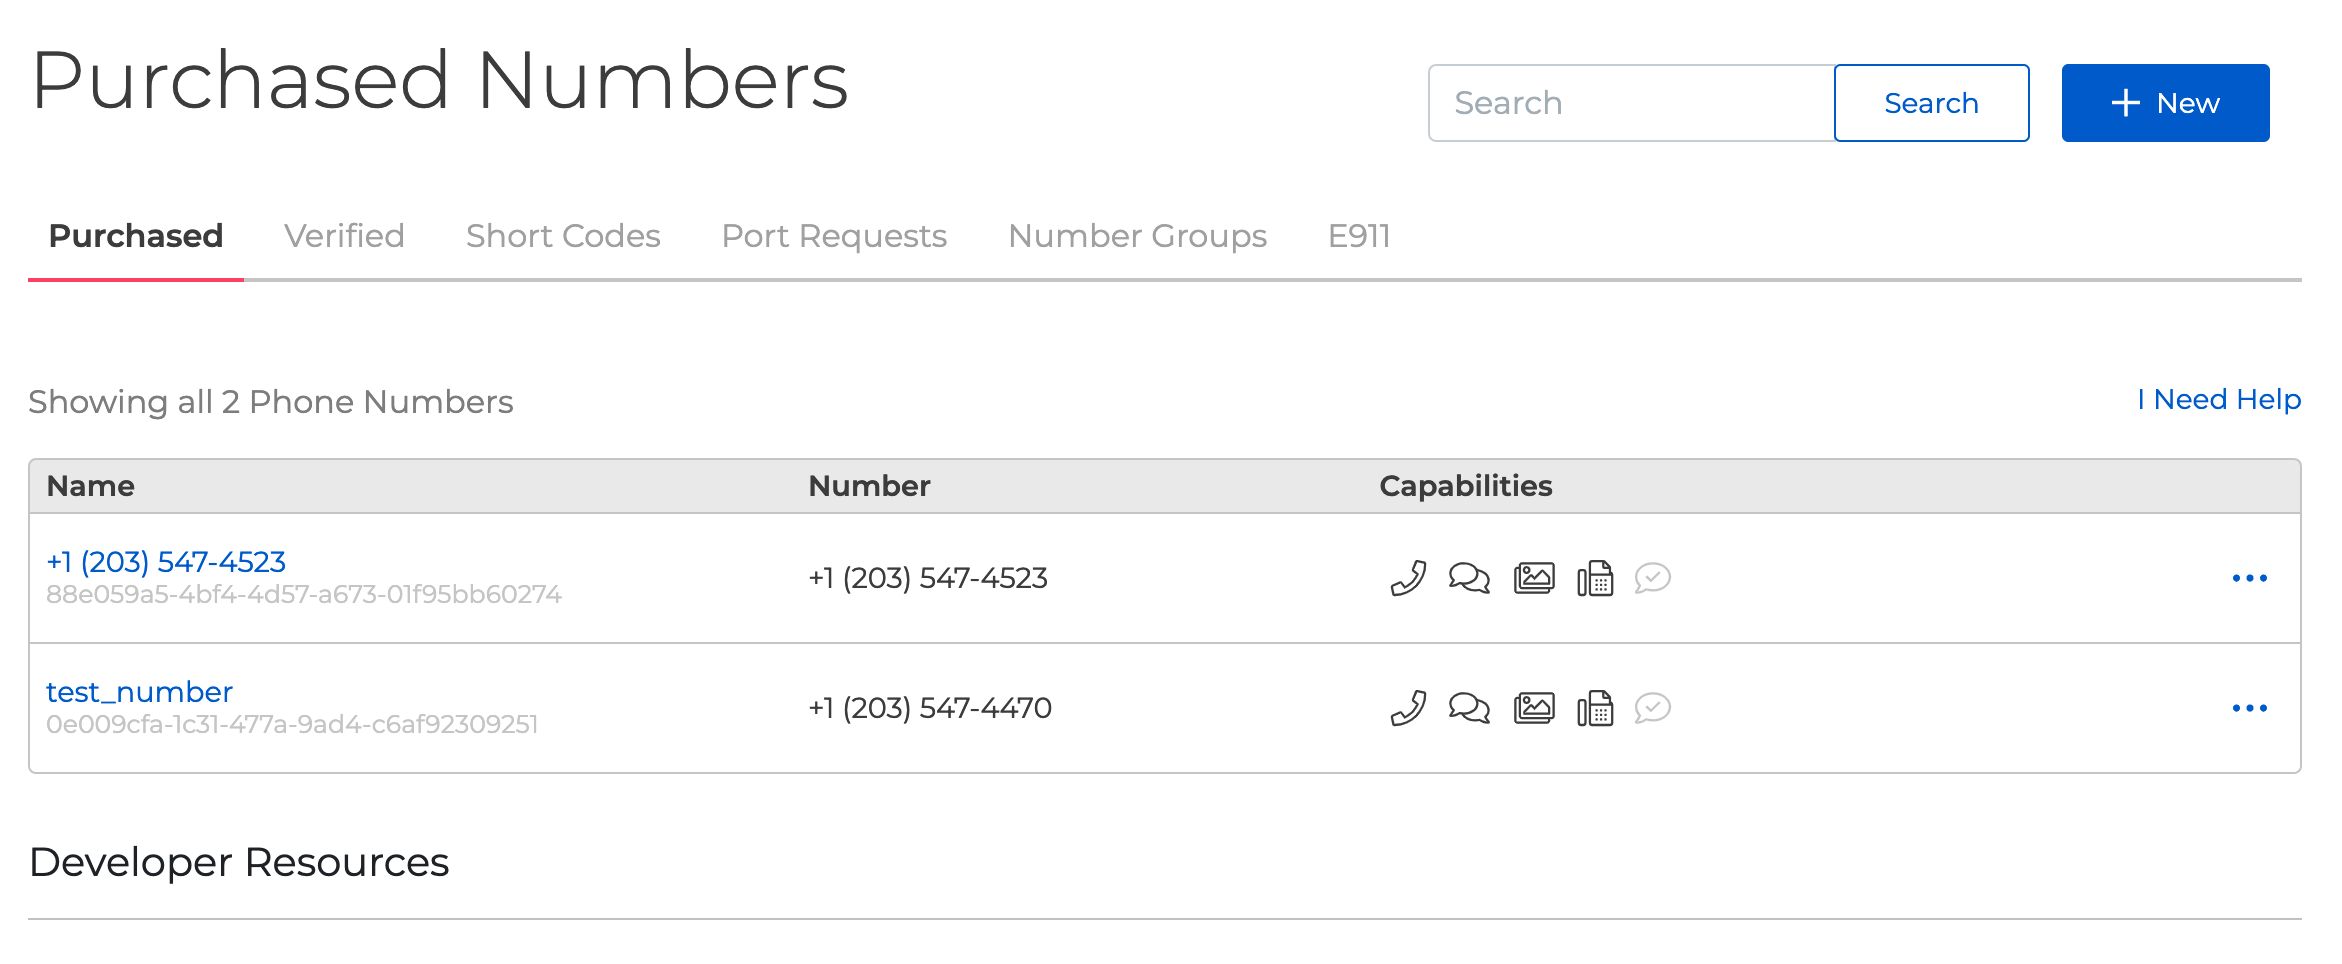 Purchased Numbers
Search
Search
New
Purchased
Verified
Short Codes
Port Requests
Number Groups
E911
Showing all 2 Phone Numbers
I Need Help
Name
Number
Capabilities
+1 (203) 547-4523
88e059a5-4bf4-4d57-a673-01f95bb60274
+1 (203) 547-4523
test_number
0e009cfa-1c31-477a-9ad4-c6af92309251
+1 (203) 547-4470
Developer Resources